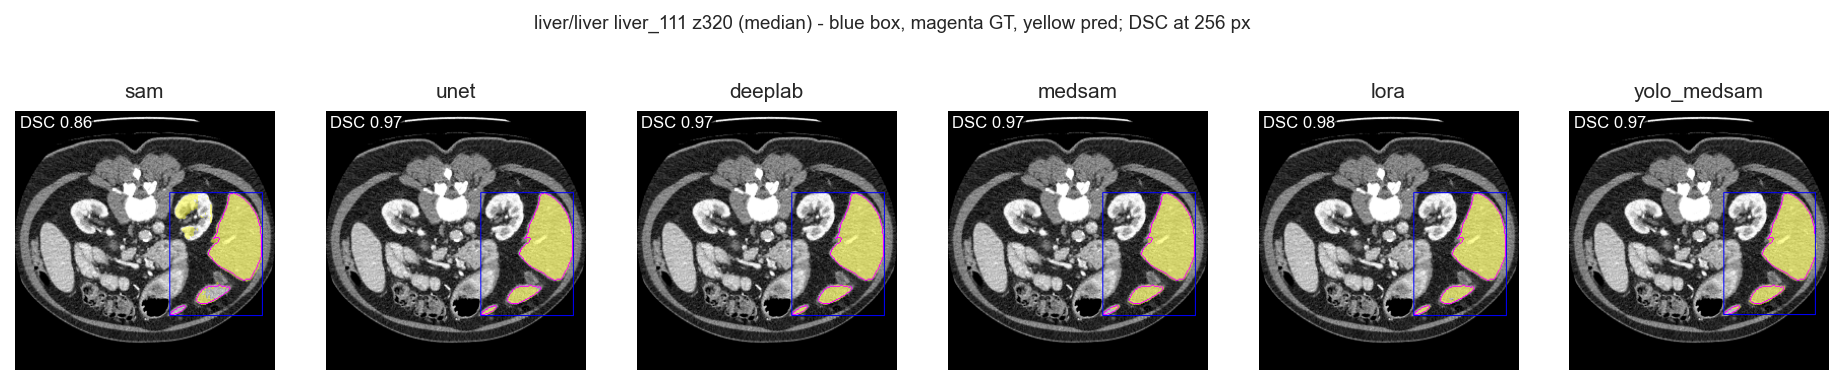 liver/liver liver_111 z320 (median) - blue box, magenta GT, yellow pred; DSC at 256 px
sam unet deeplab medsam lora yolo_medsam
DSC 0.86 DSC 0.97 DSC 0.97 DSC 0.97 DSC 0.98 DSC 0.97